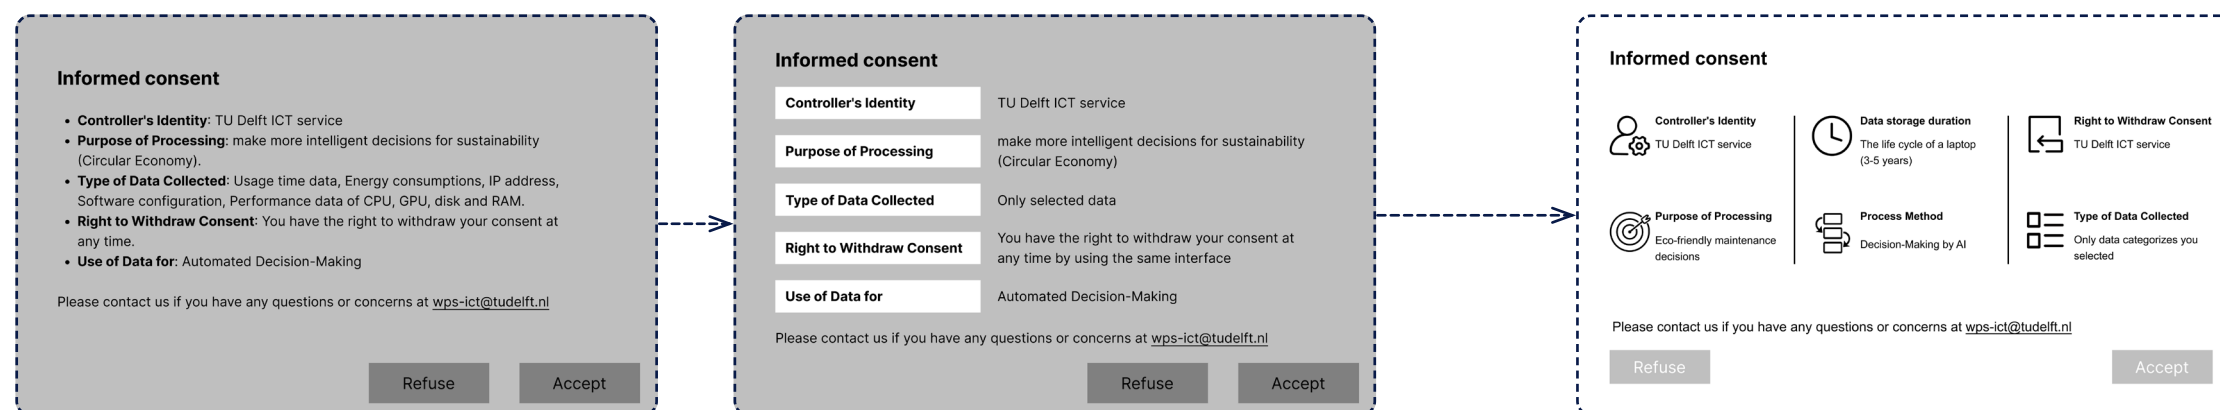 Informed consent
• Controller's Identity: TU Delft ICT service
• Purpose of Processing: make more intelligent decisions for sustainability
(Circular Economy).
• Type of Data Collected: Usage time data, Energy consumptions, IP address,
Software configuration, Performance data of CPU, GPU, disk and RAM.
• Right to Withdraw Consent: You have the right to withdraw your consent at
any time.
• Use of Data for: Automated Decision-Making
Please contact us if you have any questions or concerns at wps-ict@tudelft.nl
Refuse
Accept
Informed consent
Controller's Identity
TU Delft ICT service
Purpose of Processing
make more intelligent decisions for sustainability
(Circular Economy)
Type of Data Collected
Only selected data
Right to Withdraw Consent
You have the right to withdraw your consent at
any time by using the same interface
Use of Data for
Automated Decision-Making
Please contact us if you have any questions or concerns at wps-ict@tudelft.nl
Refuse
Accept
Informed consent
Controller's Identity
TU Delft ICT service
Data storage duration
The life cycle of a laptop
(3-5 years)
Right to Withdraw Consent
TU Delft ICT service
Purpose of Processing
Eco-friendly maintenance
decisions
Process Method
Decision-Making by AI
Type of Data Collected
Only data categorizes you
selected
Please contact us if you have any questions or concerns at wps-ict@tudelft.nl
Refuse
Accept